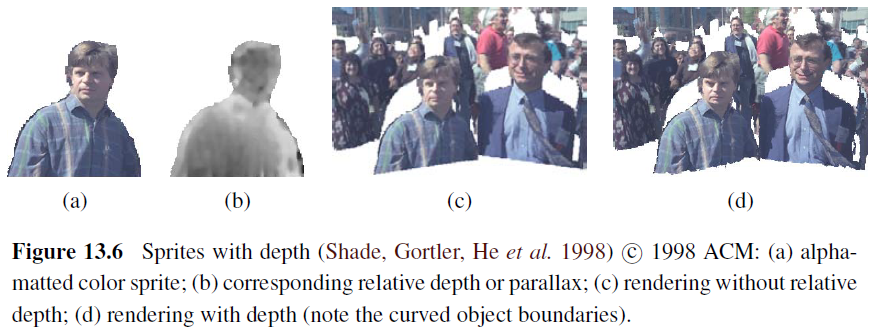 (a)
(b)
(c)
(d)
Figure 13.6 Sprites with depth (Shade, Gortler, He et al. 1998) © 1998 ACM: (a) alpha-
matted color sprite; (b) corresponding relative depth or parallax; (c) rendering without relative
depth; (d) rendering with depth (note the curved object boundaries).